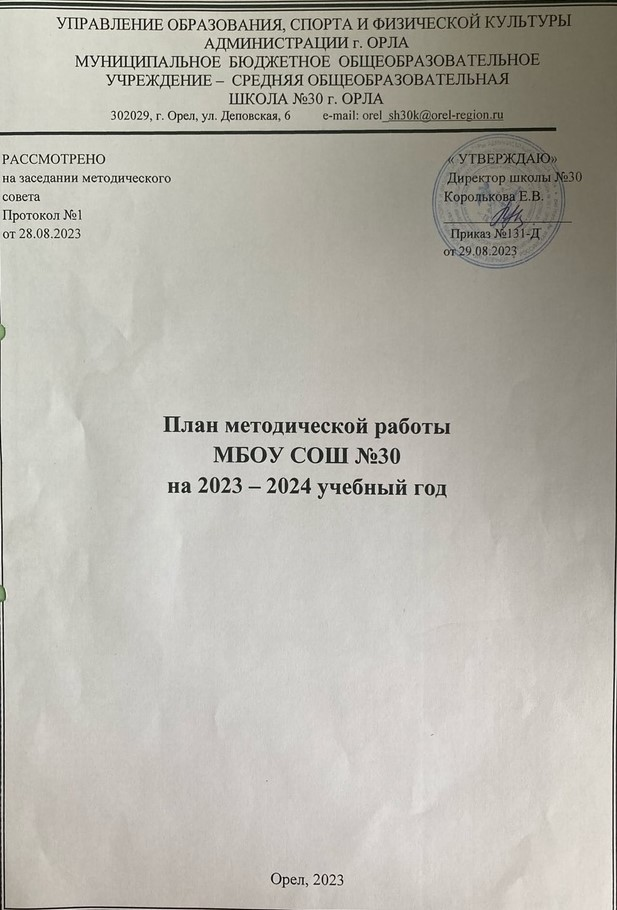 УПРАВЛЕНИЕ ОБРАЗОВАНИЯ, СПОРТА И ФИЗИЧЕСКОЙ КУЛЬТУРЫ
АДМИНИСТРАЦИИ г. ОРЛА
МУНИЦИПАЛЬНОЕ БЮДЖЕТНОЕ ОБЩЕОБРАЗОВАТЕЛЬНОЕ
УЧРЕЖДЕНИЕ – СРЕДНЯЯ ОБЩЕОБРАЗОВАТЕЛЬНАЯ
ШКОЛА №30 г. ОРЛА
302029, г. Орел, ул. Деповская, 6 e-mail: orel_sh30k@orel-region.ru
РАССМОТРЕНО
на заседании методического
совета
Протокол №1
от 28.08.2023
« УТВЕРЖДАЮ»
Директор школы №30
Королькова Е.В.
Приказ №131-Д
от 29.08.2023
План методической работы
МБОУ СОШ №30
на 2023 – 2024 учебный год
Орел, 2023